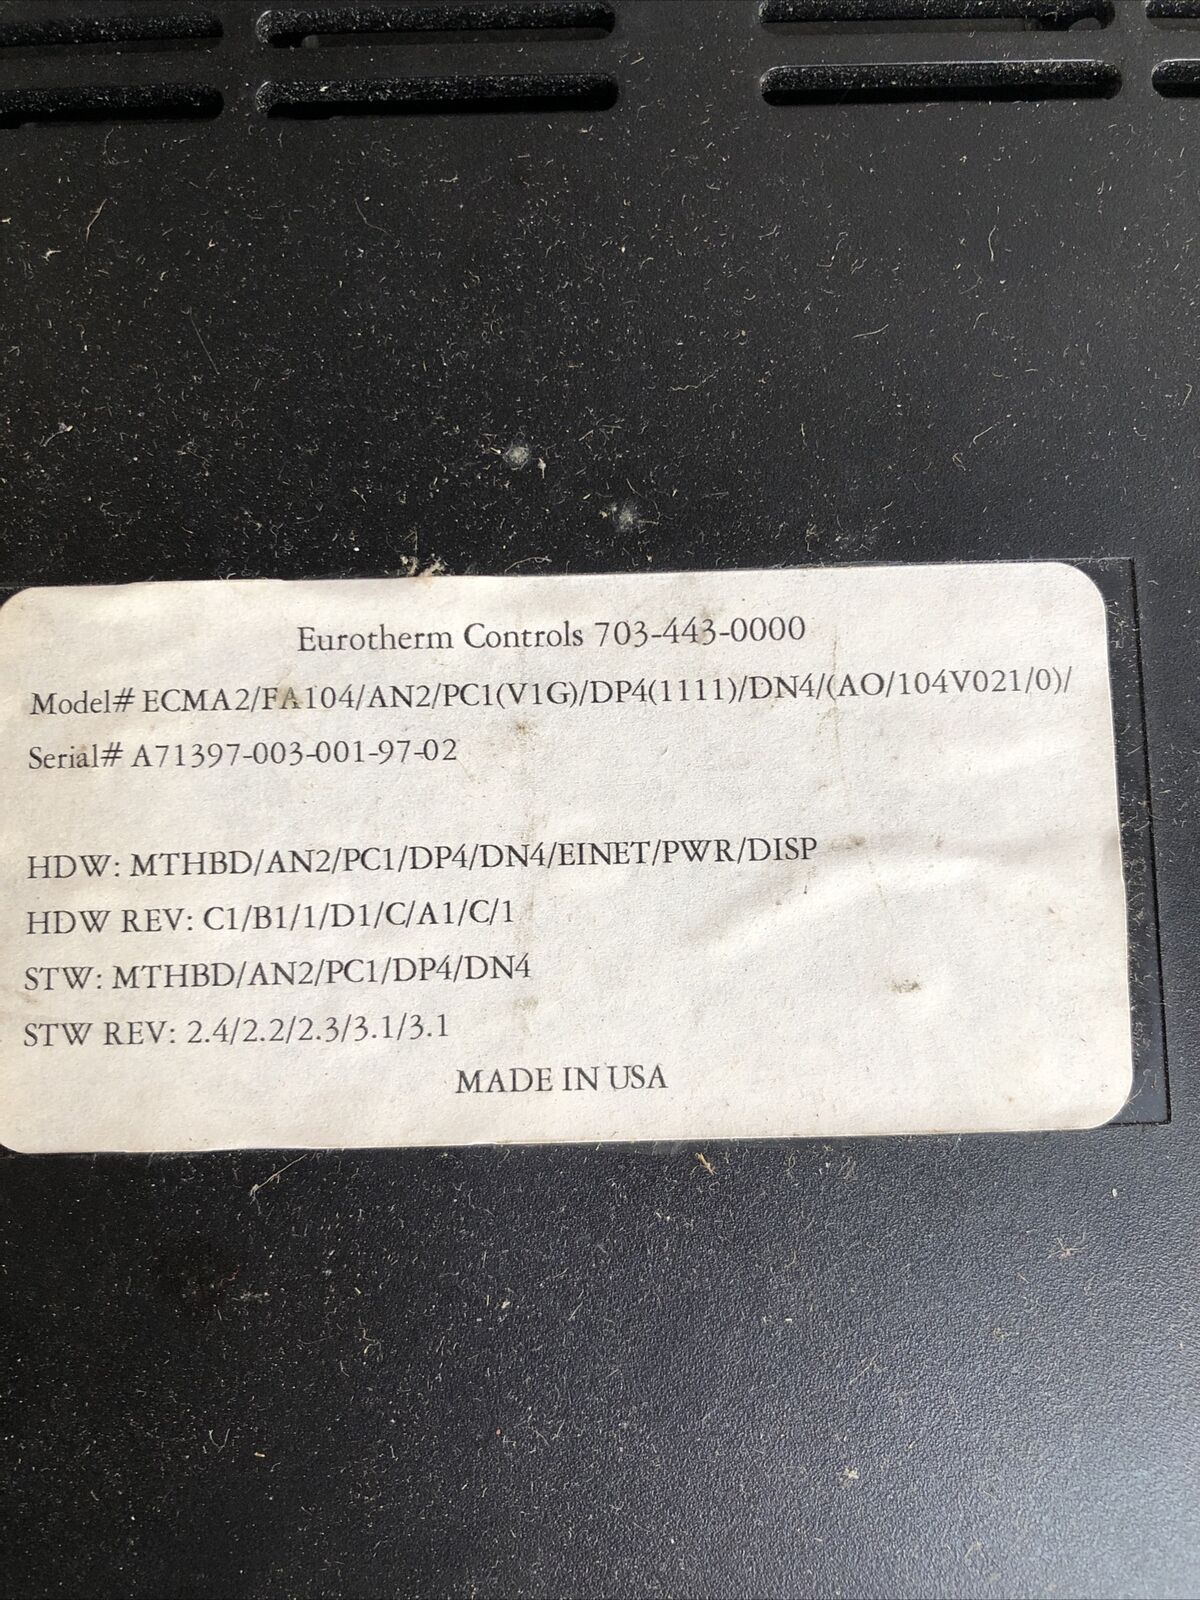 Eurotherm Controls 703-443-0000
Model# ECMA2/FA104/AN2/PC1(V1G)/DP4(1111)/DN4/(AO/104V021/0)/
Serial# A71397-003-001-97-02
HDW: MTHBD/AN2/PC1/DP4/DN4/EINET/PWR/DISP
HDW REV: C1/B1/1/D1/C/A1/C/1
STW: MTHBD/AN2/PC1/DP4/DN4
STW REV: 2.4/2.2/2.3/3.1/3.1
MADE IN USA